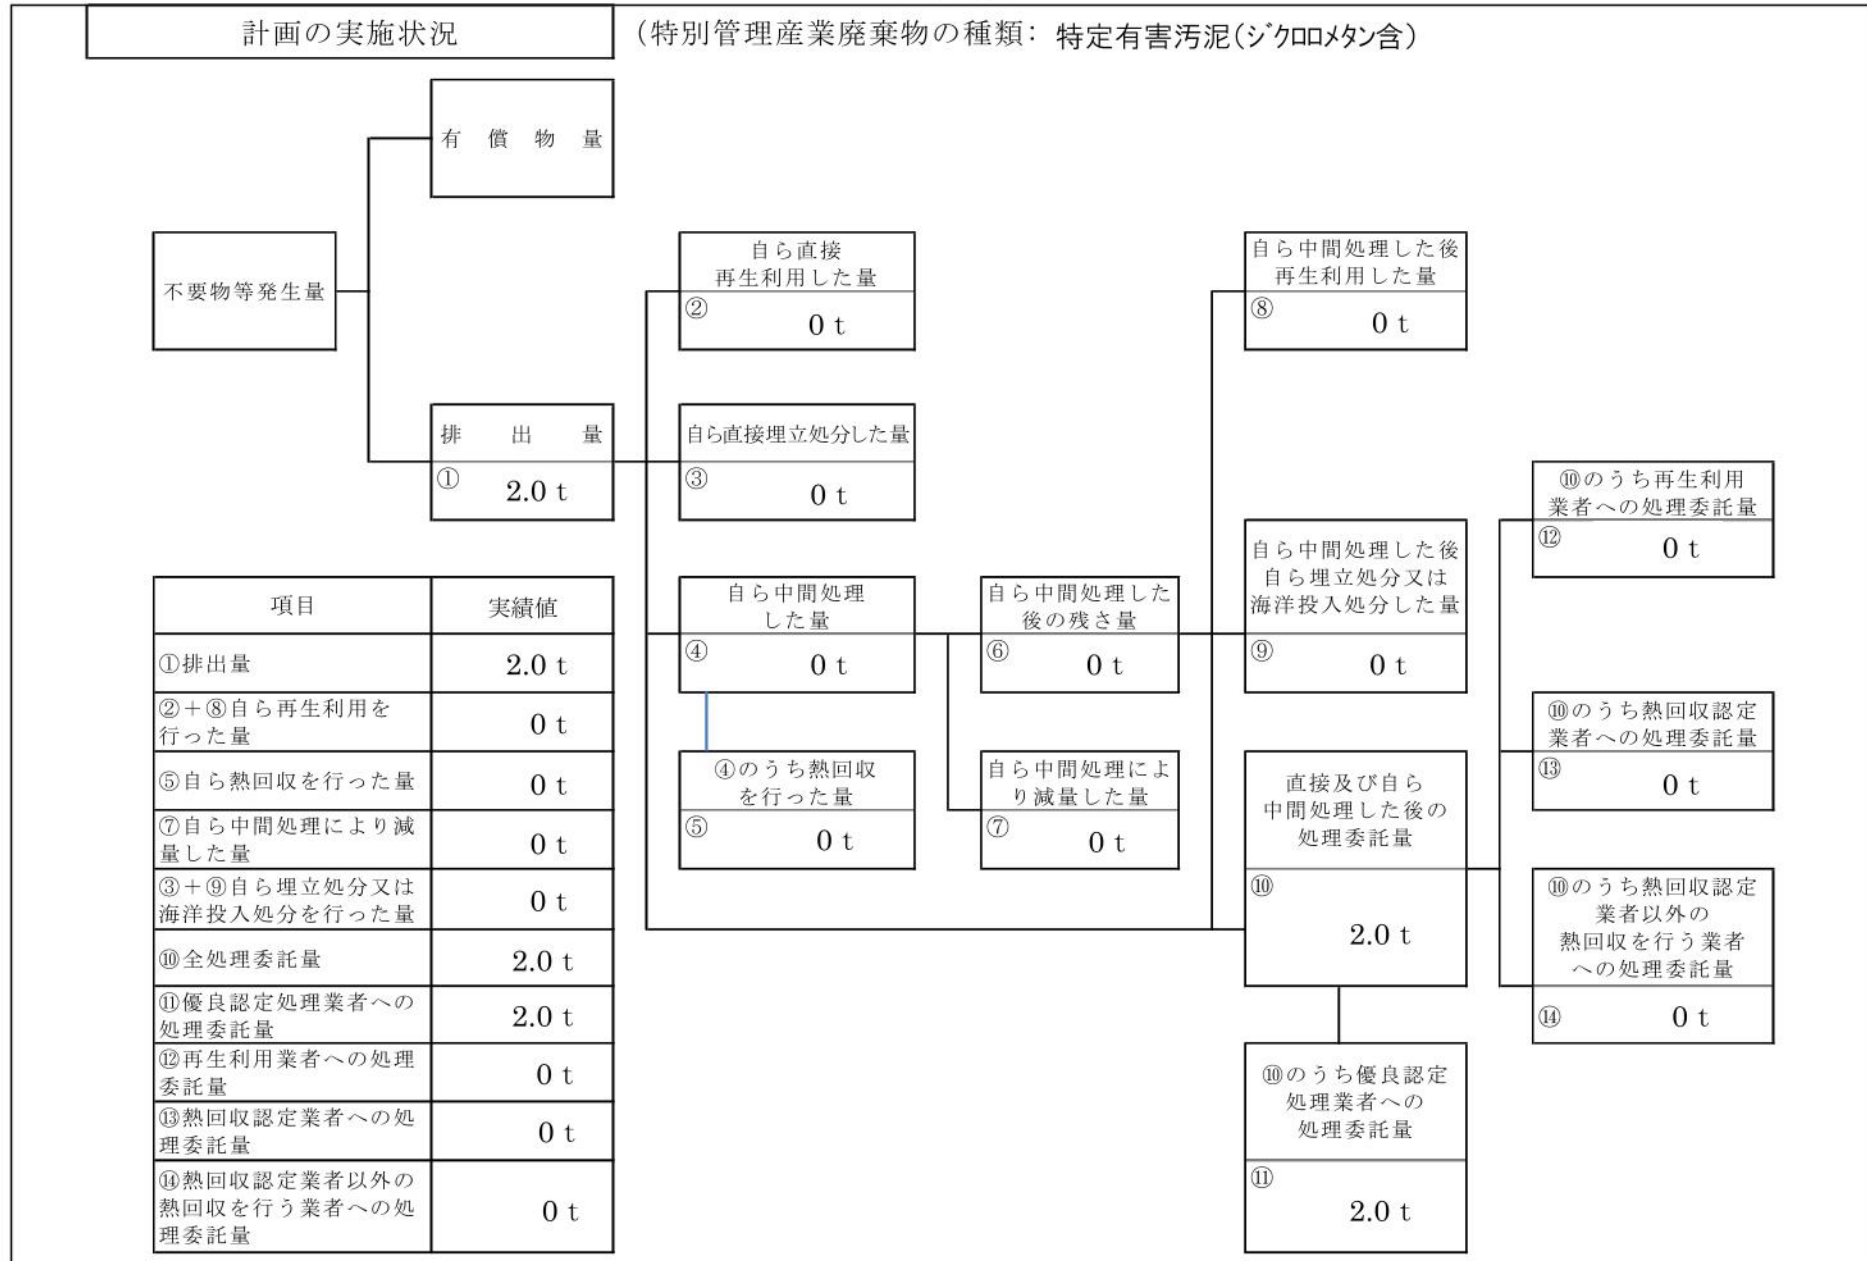 計画の実施状況
(特別管理産業廃棄物の種類: 特定有害汚泥(ジクロロメタン含)
有償物量
不要物等発生量
排出量
① 2.0 t
自ら直接
再生利用した量
② 0 t
自ら直接埋立処分した量
③ 0 t
自ら中間処理
した量
④ 0 t
④のうち熱回収
を行った量
⑤ 0 t
自ら中間処理した
後の残さ量
⑥ 0 t
自ら中間処理によ
り減量した量
⑦ 0 t
自ら中間処理した後
再生利用した量
⑧ 0 t
自ら中間処理した後
自ら埋立処分又は
海洋投入処分した量
⑨ 0 t
直接及び自ら
中間処理した後の
処理委託量
⑩
2.0 t
⑩のうち優良認定
処理業者への
処理委託量
⑪
2.0 t
⑩のうち再生利用
業者への処理委託量
⑫ 0 t
⑩のうち熱回収認定
業者への処理委託量
⑬ 0 t
⑩のうち熱回収認定
業者以外の
熱回収を行う業者
への処理委託量
⑭ 0 t
項目 実績値
①排出量 2.0 t
②+⑧自ら再生利用を
行った量 0 t
⑤自ら熱回収を行った量 0 t
⑦自ら中間処理により減
量した量 0 t
③+⑨自ら埋立処分又は
海洋投入処分を行った量 0 t
⑩全処理委託量 2.0 t
⑪優良認定処理業者への
処理委託量 2.0 t
⑫再生利用業者への処理
委託量 0 t
⑬熱回収認定業者への処
理委託量 0 t
⑭熱回収認定業者以外の
熱回収を行う業者への処
理委託量 0 t